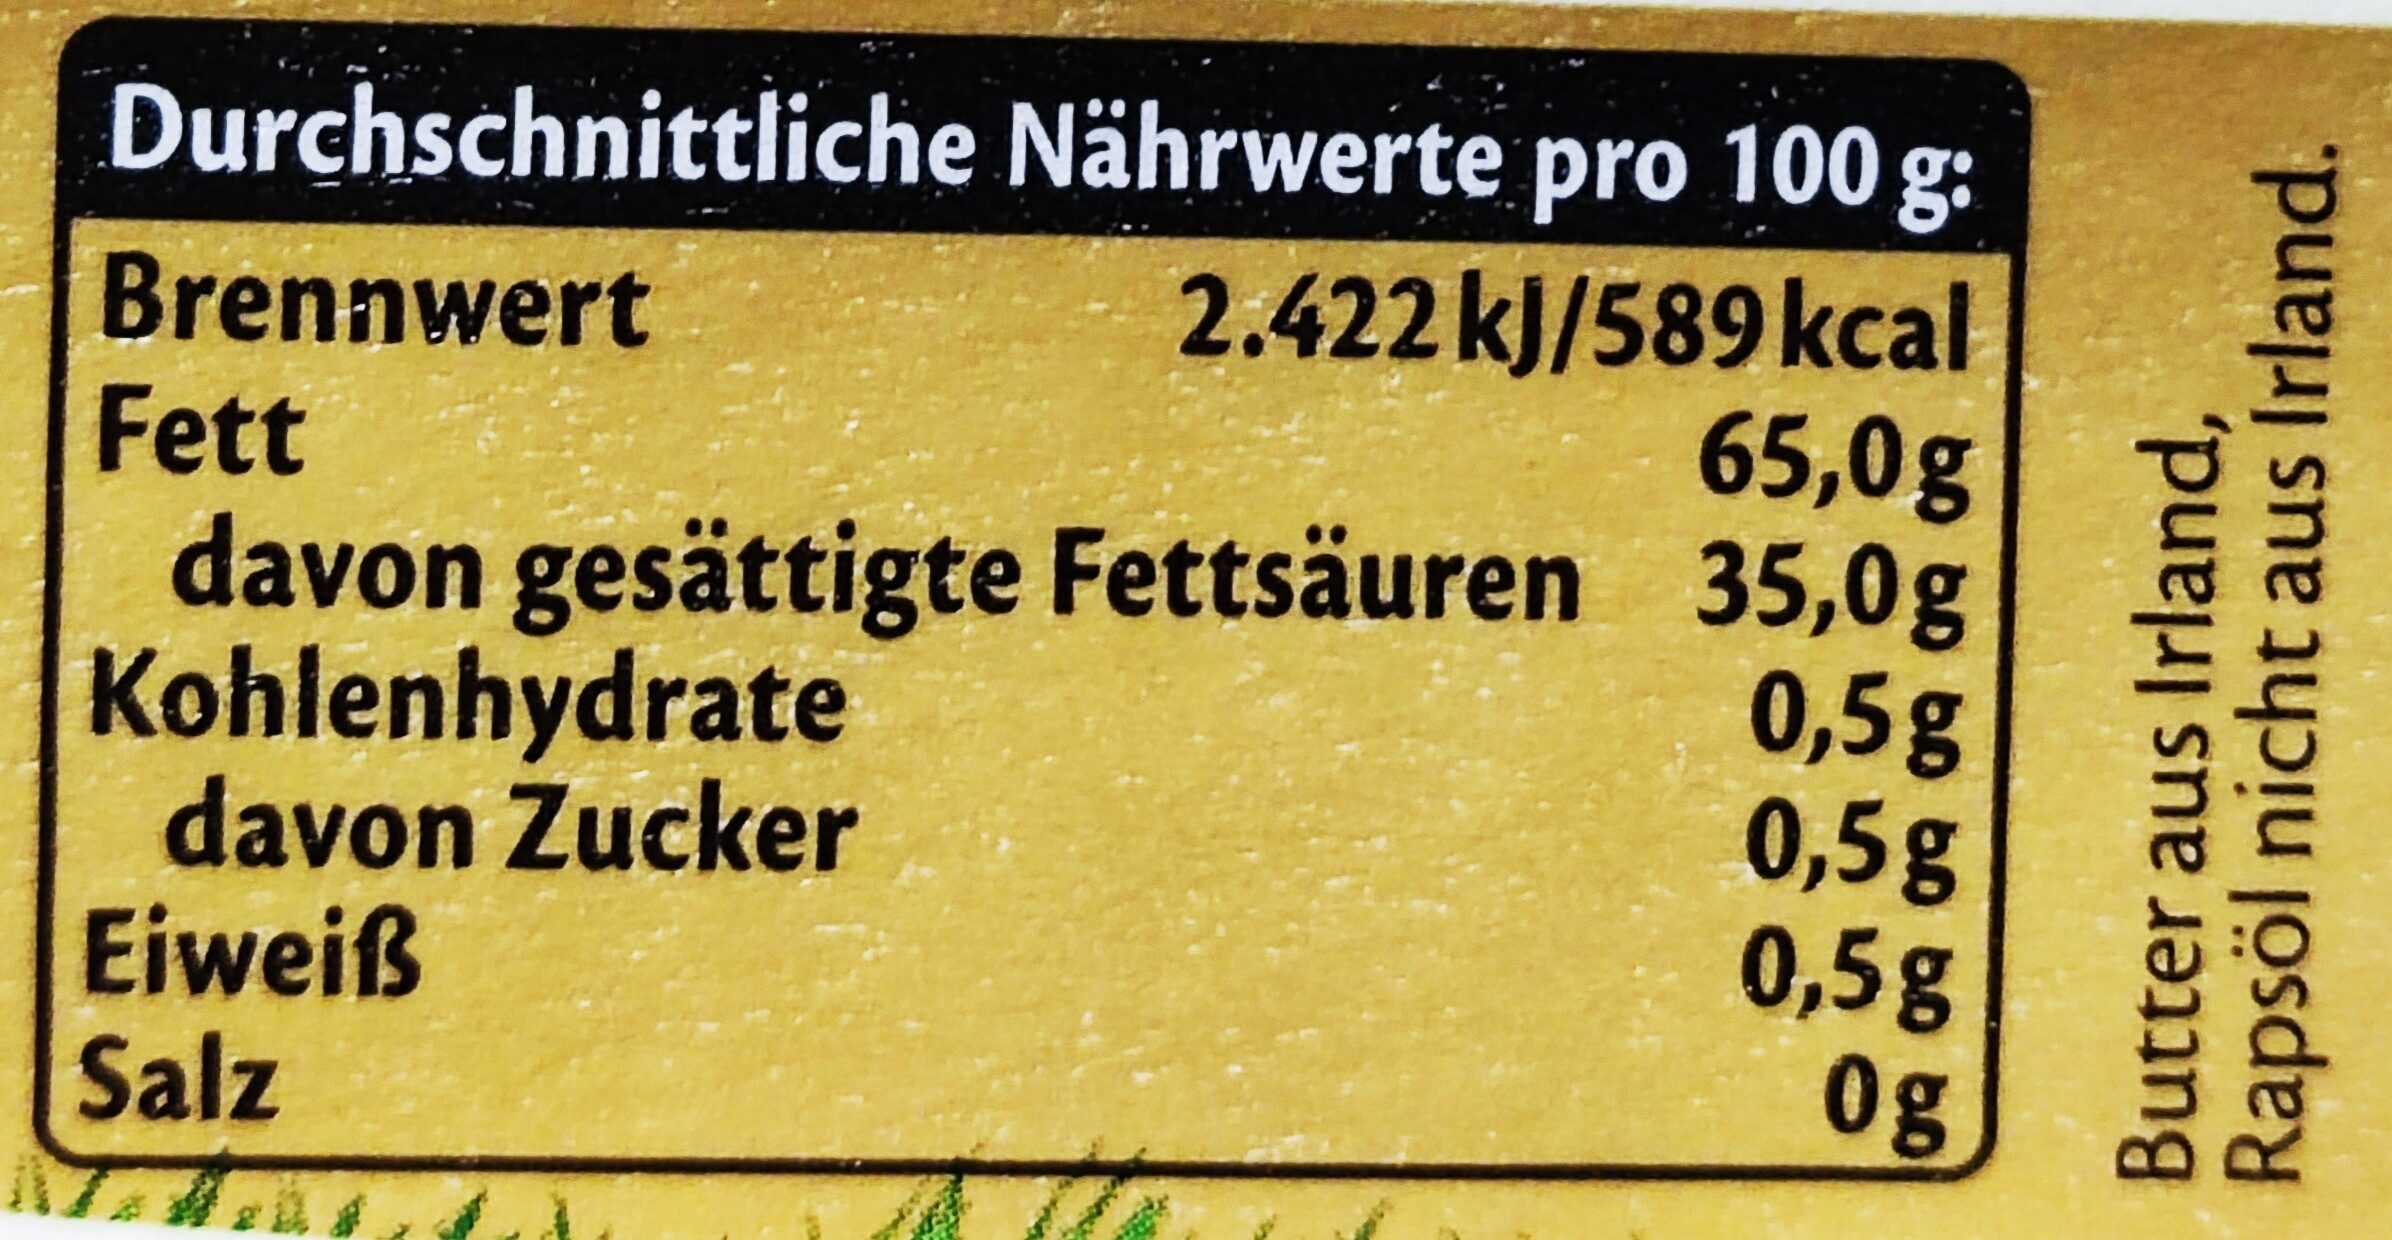 Durchschnittliche Nährwerte pro 100 g:
Brennwert 2.422 kJ/589 kcal
Fett 65,0 g
davon gesättigte Fettsäuren 35,0 g
Kohlenhydrate 0,5 g
davon Zucker 0,5 g
Eiweiß 0,5 g
Salz 0 g
Butter aus Irland,
Rapsöl nicht aus Irland.